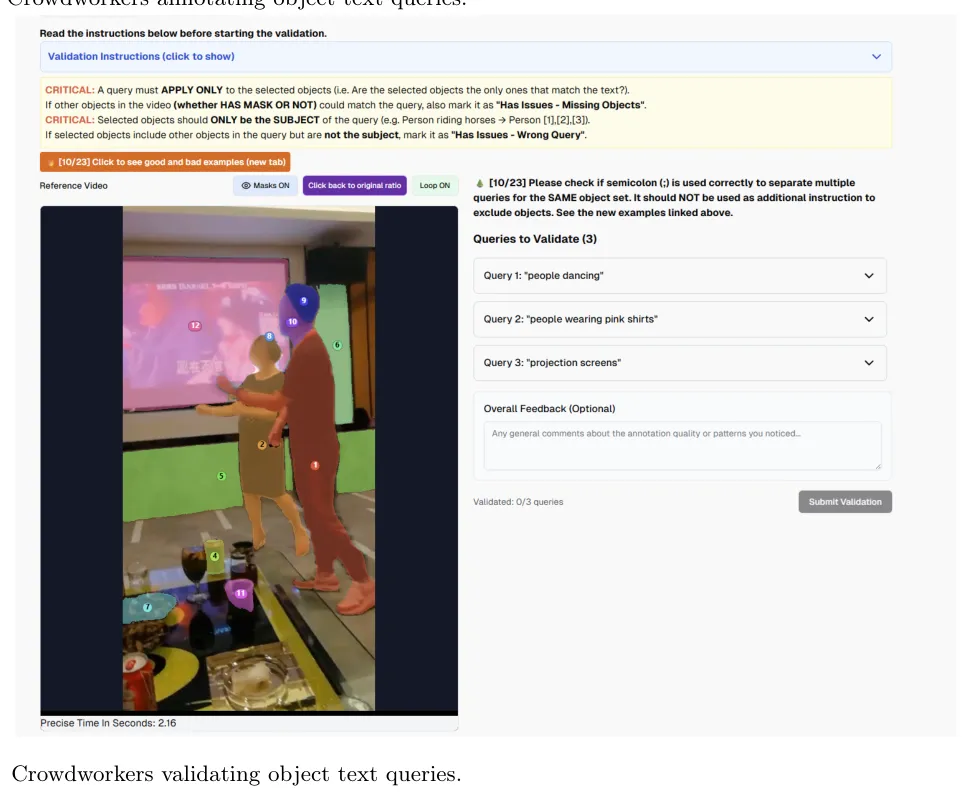 Crowdworkers annotating object text queries.
Read the instructions below before starting the validation.
Validation Instructions (click to show)
CRITICAL: A query must APPLY ONLY to the selected objects (i.e. Are the selected objects the only ones that match the text?).
If other objects in the video (whether HAS MASK OR NOT) could match the query, also mark it as "Has Issues - Missing Objects".
CRITICAL: Selected objects should ONLY be the SUBJECT of the query (e.g. Person riding horses → Person [1],[2],[3]).
If selected objects include other objects in the query but are not the subject, mark it as "Has Issues - Wrong Query".
[10/23] Click to see good and bad examples (new tab)
Reference Video
Masks ON
Click back to original ratio
Loop ON
9
10
12
8
6
2
1
5
4
11
7
Precise Time In Seconds: 2.16
[10/23] Please check if semicolon (;) is used correctly to separate multiple
queries for the SAME object set. It should NOT be used as additional instruction to
exclude objects. See the new examples linked above.
Queries to Validate (3)
Query 1: "people dancing"
Query 2: "people wearing pink shirts"
Query 3: "projection screens"
Overall Feedback (Optional)
Any general comments about the annotation quality or patterns you noticed...
Validated: 0/3 queries
Submit Validation
Crowdworkers validating object text queries.